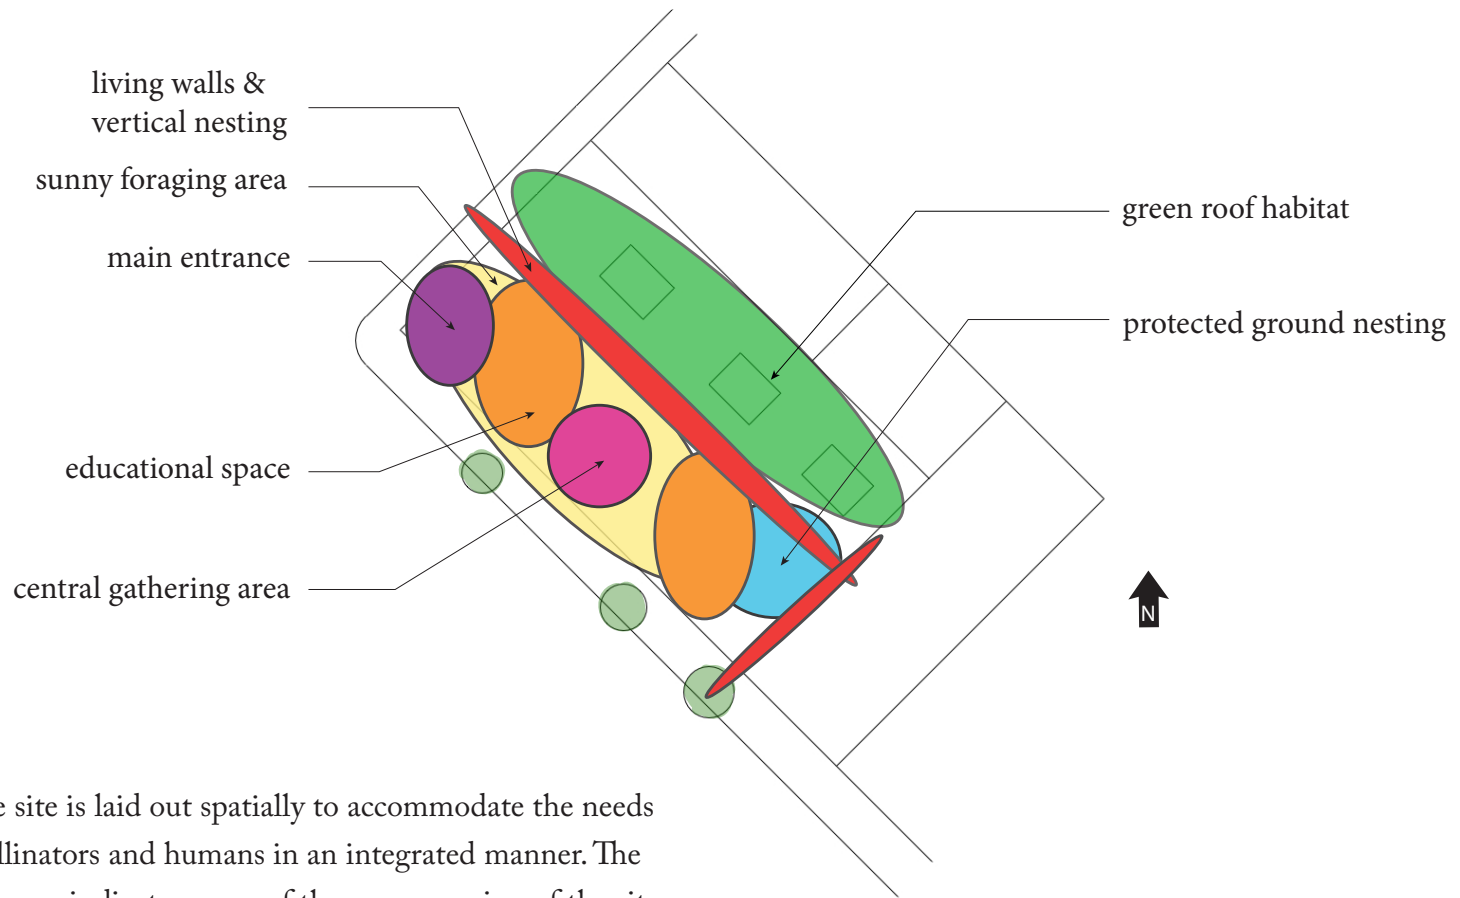 living walls &
vertical nesting
sunny foraging area
main entrance
educational space
central gathering area
green roof habitat
protected ground nesting
N
site is laid out spatially to accommodate the needs
and humans in an integrated manner. The